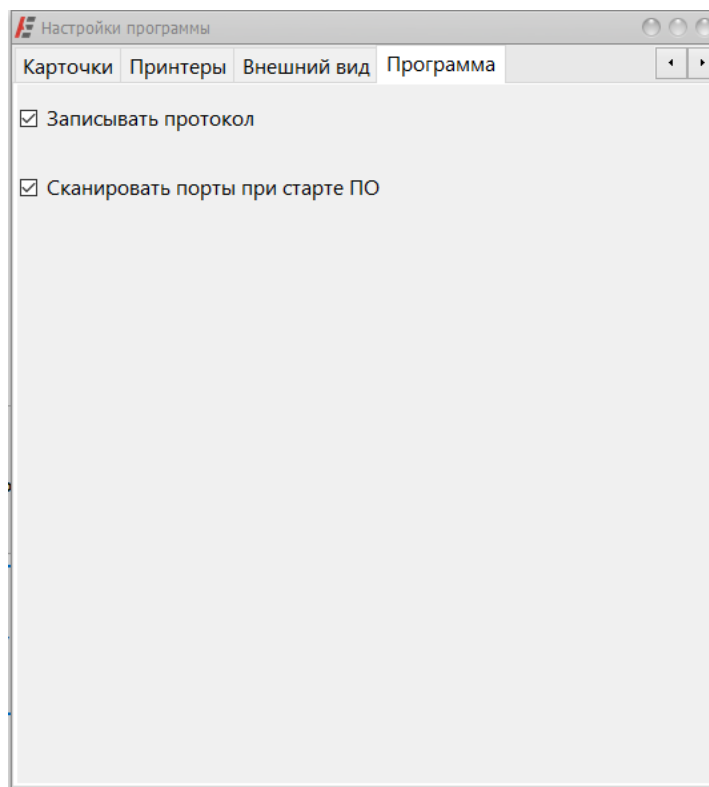 Настройки программы
Карточки Принтеры Внешний вид Программа
Записывать протокол
Сканировать порты при старте ПО